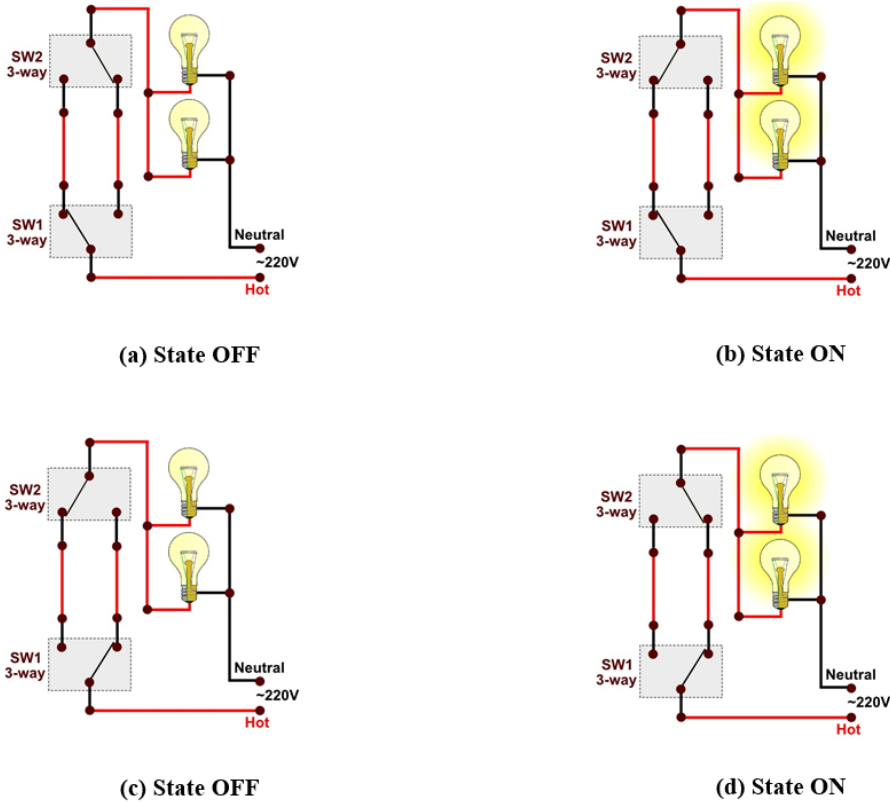 SW2
3-way
SW1
3-way
Neutral
~220V
Hot
(a) State OFF
SW2
3-way
SW1
3-way
Neutral
~220V
Hot
(b) State ON
SW2
3-way
SW1
3-way
Neutral
~220V
Hot
(c) State OFF
SW2
3-way
SW1
3-way
Neutral
~220V
Hot
(d) State ON